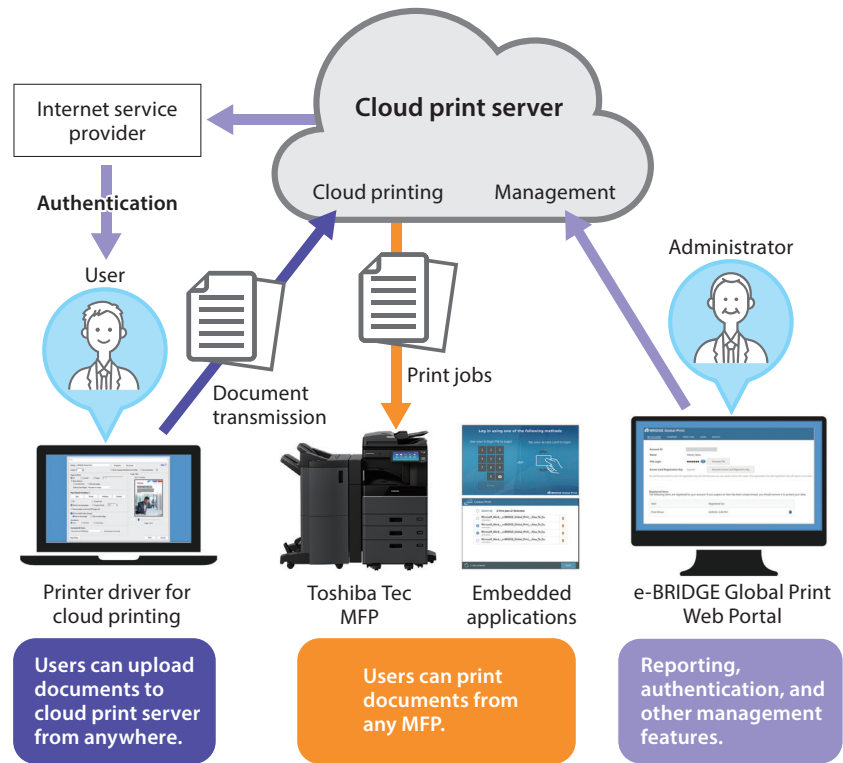 Cloud print server
Internet service
provider
Cloud printing
Management
Authentication
User
Administrator
Document
transmission
Print jobs
Log in using one of the following methods
e-BRIDGE Global Print
Printer driver for
cloud printing
Toshiba Tec
MFP
Embedded
applications
e-BRIDGE Global Print
Web Portal
Users can upload
documents to
cloud print server
from anywhere.
Users can print
documents from
any MFP.
Reporting,
authentication, and
other management
features.